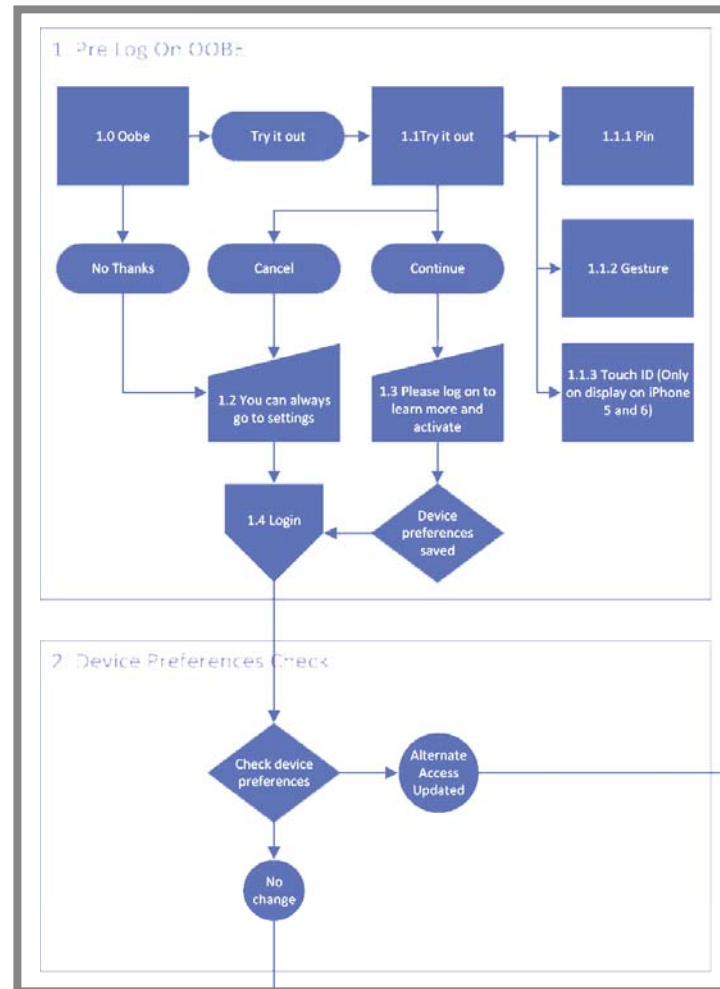 1. Pre Log On OOBE
1.0 Oobe
Try it out
1.1Try it out
1.1.1 Pin
No Thanks
Cancel
Continue
1.1.2 Gesture
1.2 You can always
go to settings
1.3 Please log on to
learn more and
activate
1.1.3 Touch ID (Only
on display on iPhone
5 and 6)
1.4 Login
Device
preferences
saved
2. Device Preferences Check
Check device
preferences
Alternate
Access
Updated
No
change